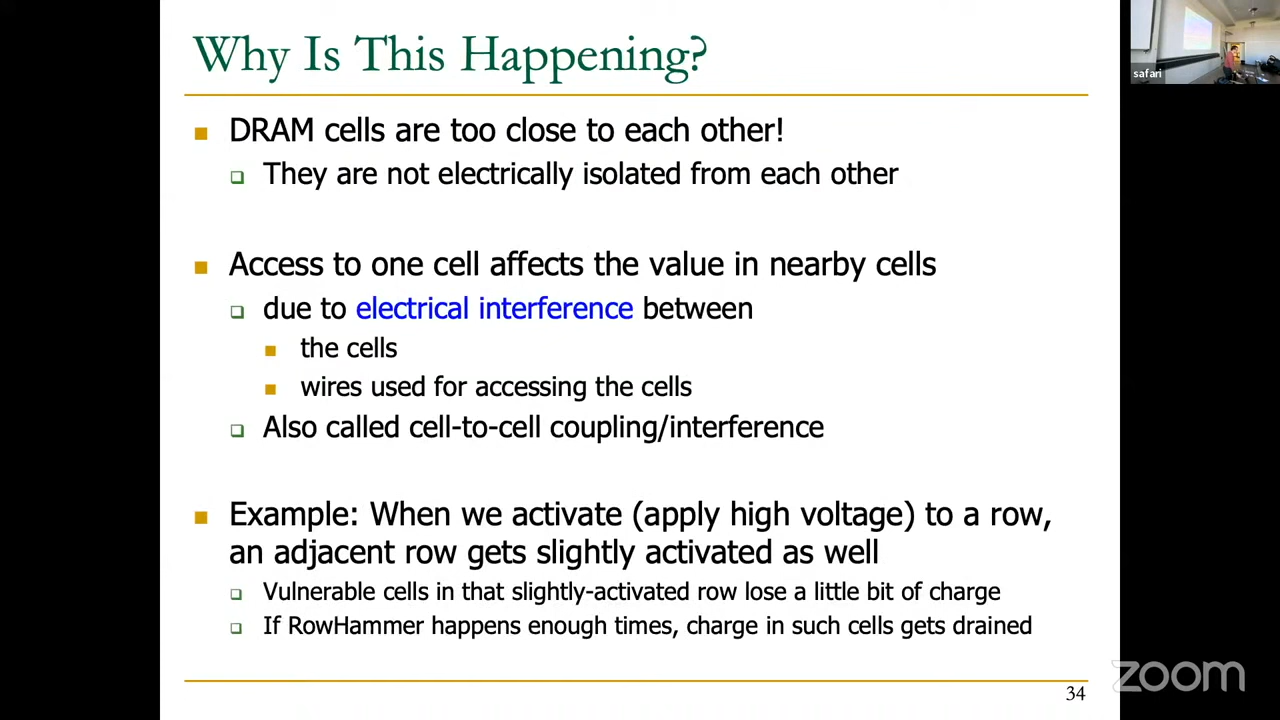 Why Is This Happening?
DRAM cells are too close to each other!
They are not electrically isolated from each other
Access to one cell affects the value in nearby cells
due to electrical interference between
the cells
wires used for accessing the cells
Also called cell-to-cell coupling/interference
Example: When we activate (apply high voltage) to a row,
an adjacent row gets slightly activated as well
Vulnerable cells in that slightly-activated row lose a little bit of charge
If RowHammer happens enough times, charge in such cells gets drained
34
safari
zoom